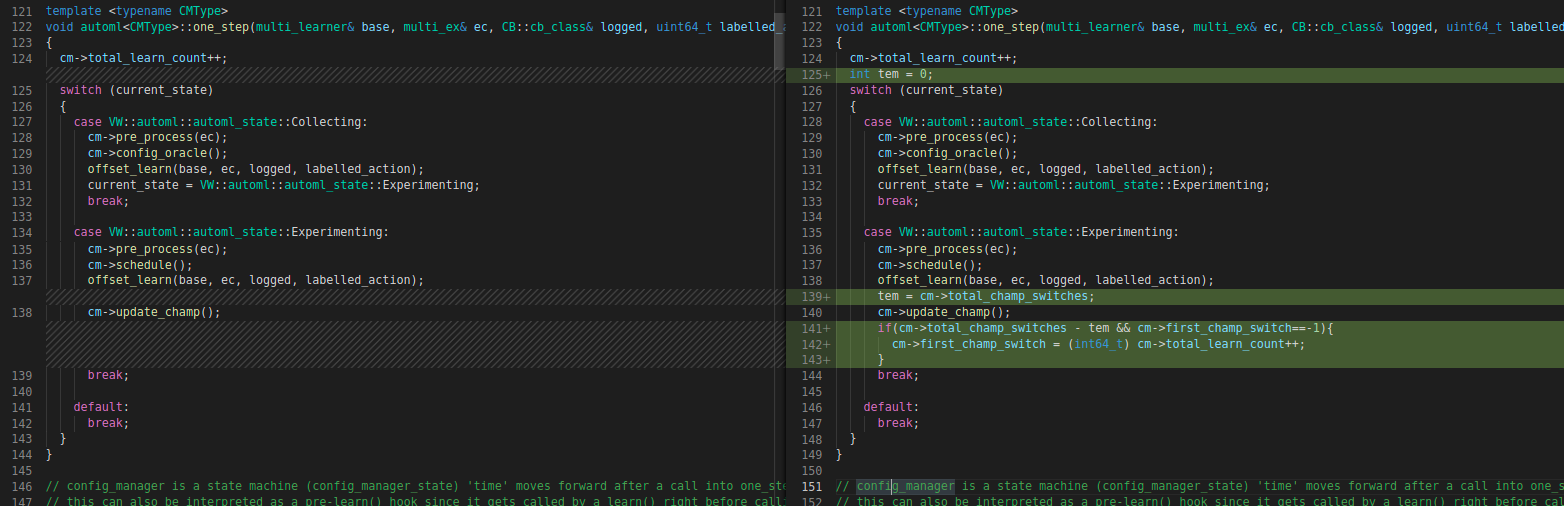 121 template <typename CMType>
122 void automl<CMType>::one_step(multi_learner& base, multi_ex& ec, CB::cb_class& logged, uint64_t labelled_a
123 {
124   cm->total_learn_count++;
125   switch (current_state)
126   {
127     case VW::automl::automl_state::Collecting:
128       cm->pre_process(ec);
129       cm->config_oracle();
130       offset_learn(base, ec, logged, labelled_action);
131       current_state = VW::automl::automl_state::Experimenting;
132       break;
133
134     case VW::automl::automl_state::Experimenting:
135       cm->pre_process(ec);
136       cm->schedule();
137       offset_learn(base, ec, logged, labelled_action);
138       cm->update_champ();
139       break;
140
141     default:
142       break;
143   }
144 }
145
146 // config_manager is a state machine (config_manager_state) 'time' moves forward after a call into one_ste
147 // this can also be interpreted as a pre-learn() hook since it gets called by a learn() right before call
121 template <typename CMType>
122 void automl<CMType>::one_step(multi_learner& base, multi_ex& ec, CB::cb_class& logged, uint64_t labelled
123 {
124   cm->total_learn_count++;
125+   int tem = 0;
126   switch (current_state)
127   {
128     case VW::automl::automl_state::Collecting:
129       cm->pre_process(ec);
130       cm->config_oracle();
131       offset_learn(base, ec, logged, labelled_action);
132       current_state = VW::automl::automl_state::Experimenting;
133       break;
134
135     case VW::automl::automl_state::Experimenting:
136       cm->pre_process(ec);
137       cm->schedule();
138       offset_learn(base, ec, logged, labelled_action);
139+       tem = cm->total_champ_switches;
140       cm->update_champ();
141+       if(cm->total_champ_switches - tem && cm->first_champ_switch==-1){
142+         cm->first_champ_switch = (int64_t) cm->total_learn_count++;
143+       }
144       break;
145
146     default:
147       break;
148   }
149 }
150
151 // config_manager is a state machine (config_manager_state) 'time' moves forward after a call into one_s
152 // this can also be interpreted as a pre-learn() hook since it gets called by a learn() right before cal